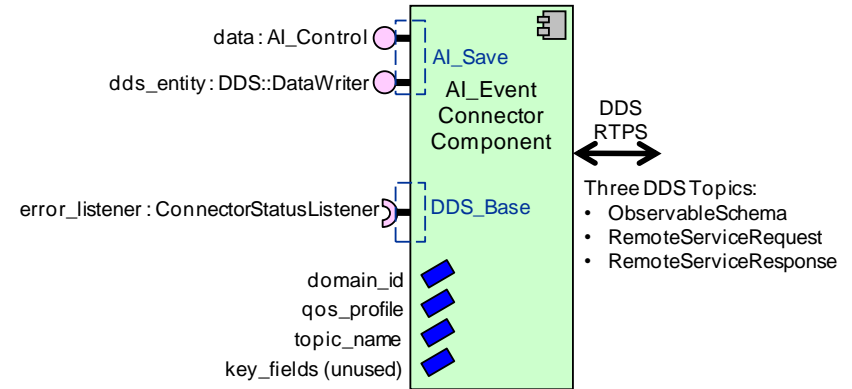 data : AI_Control
dds_entity : DDS::DataWriter
AI_Save
AI_Event
Connector
Component
DDS
RTPS
Three DDS Topics:
• ObservableSchema
• RemoteServiceRequest
• RemoteServiceResponse
error_listener : ConnectorStatusListener
DDS_Base
domain_id
qos_profile
topic_name
key_fields (unused)